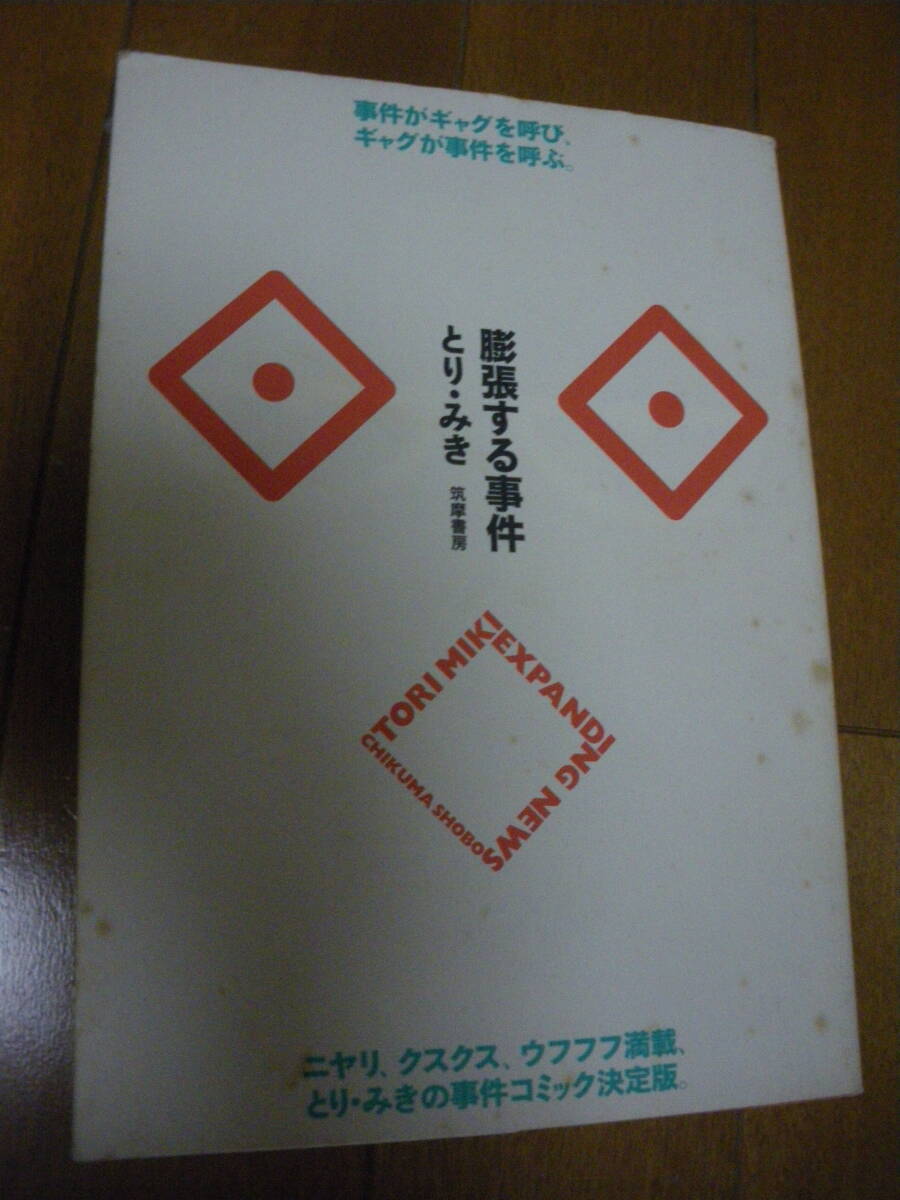 事件がギャグを呼び、
ギャグが事件を呼ぶ。
膨張する事件
とり・みき
筑摩書房
TORI MIKI
EXPANDI
NG NEWS
CHIKUMA SHOBO
ニヤリ、クスクス、ウフフフ満載、
とり・みきの事件コミック決定版。